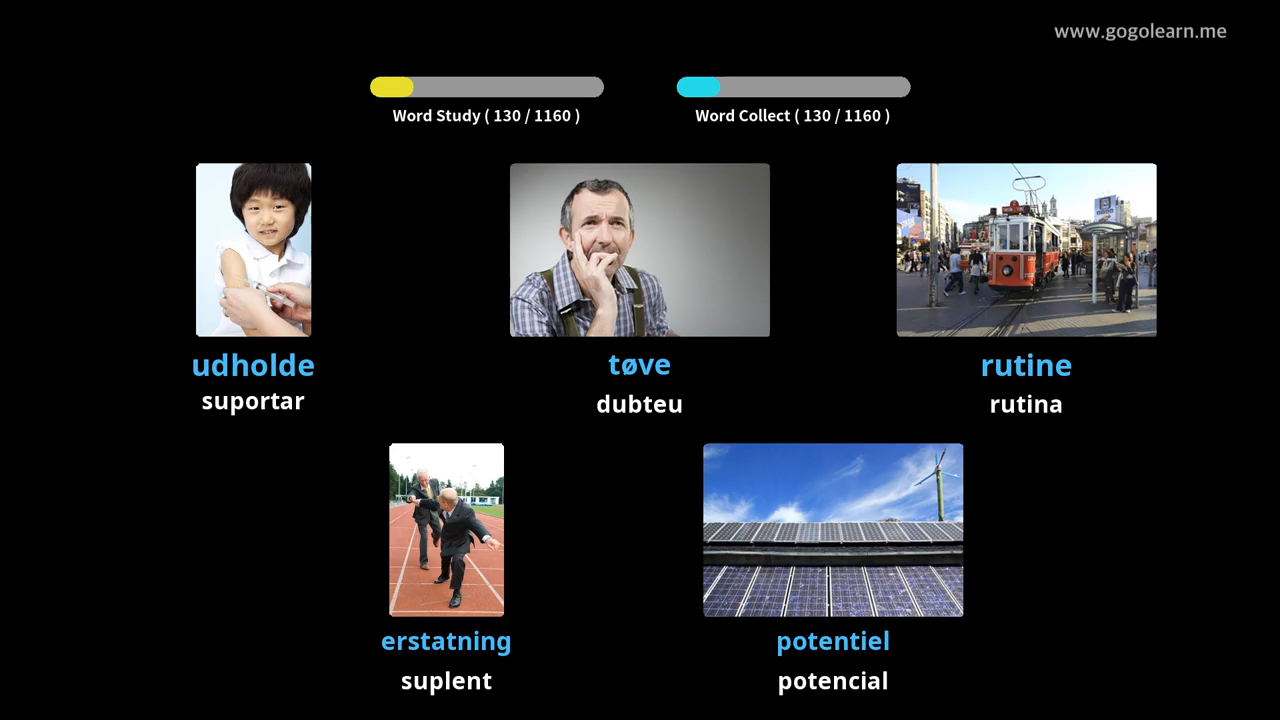 www.gogolearn.me
Word Study ( 130 / 1160 )
Word Collect ( 130 / 1160 )
udholde
suportar
tøve
dubteu
rutine
rutina
erstatning
suplent
potentiel
potencial